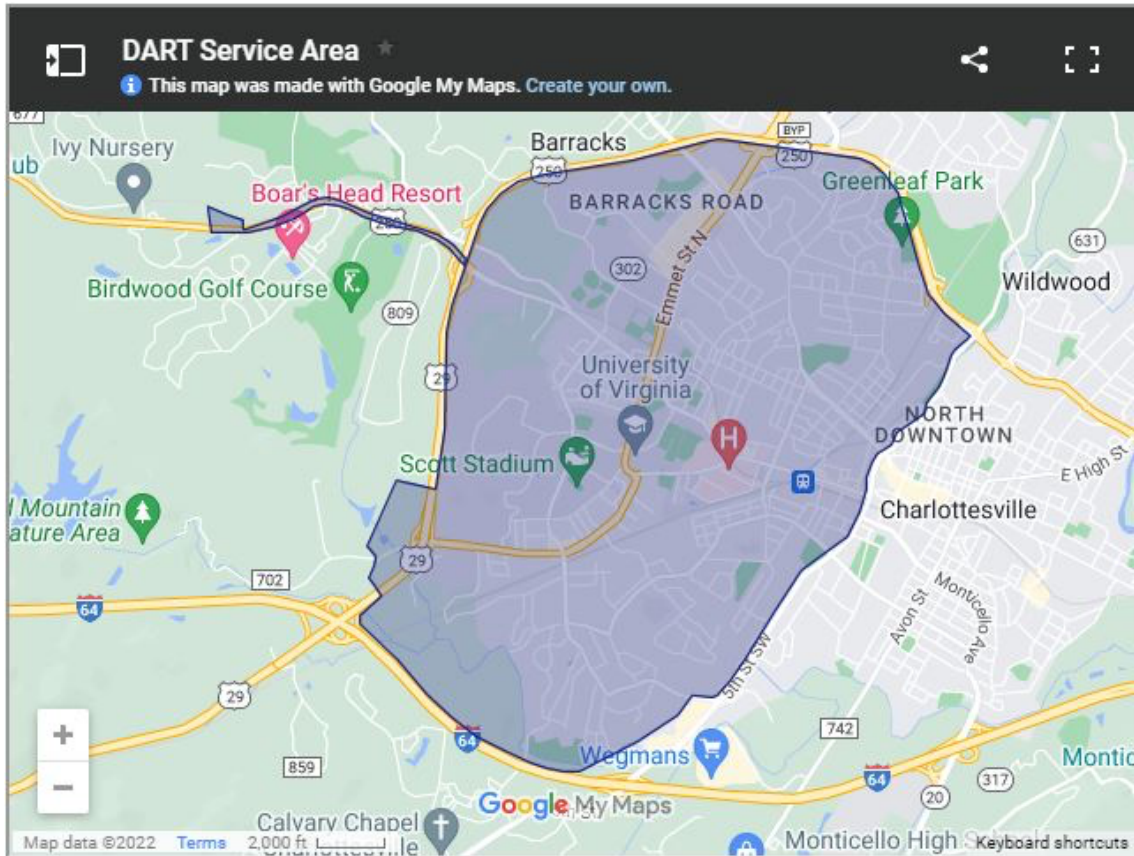 DART Service Area
This map was made with Google My Maps. Create your own.
677
Barracks
BYP
250
250
Ivy Nursery
ub
Greenleaf Park
Boar's Head Resort
BARRACKS ROAD
250
631
302
Emmet St N
Wildwood
Birdwood Golf Course
809
University
of Virginia
29
NORTH
DOWNTOWN
H
Scott Stadium
E High St
Mountain
ature Area
Charlottesville
29
702
64
Monticello Ave
Avon St
5th St SW
29
742
64
Wegmans
859
64
Montic
317
20
Google My Maps
Calvary Chapel
Charlottesville
Monticello High
Map data ©2022 Terms 2,000 ft
Keyboard shortcuts